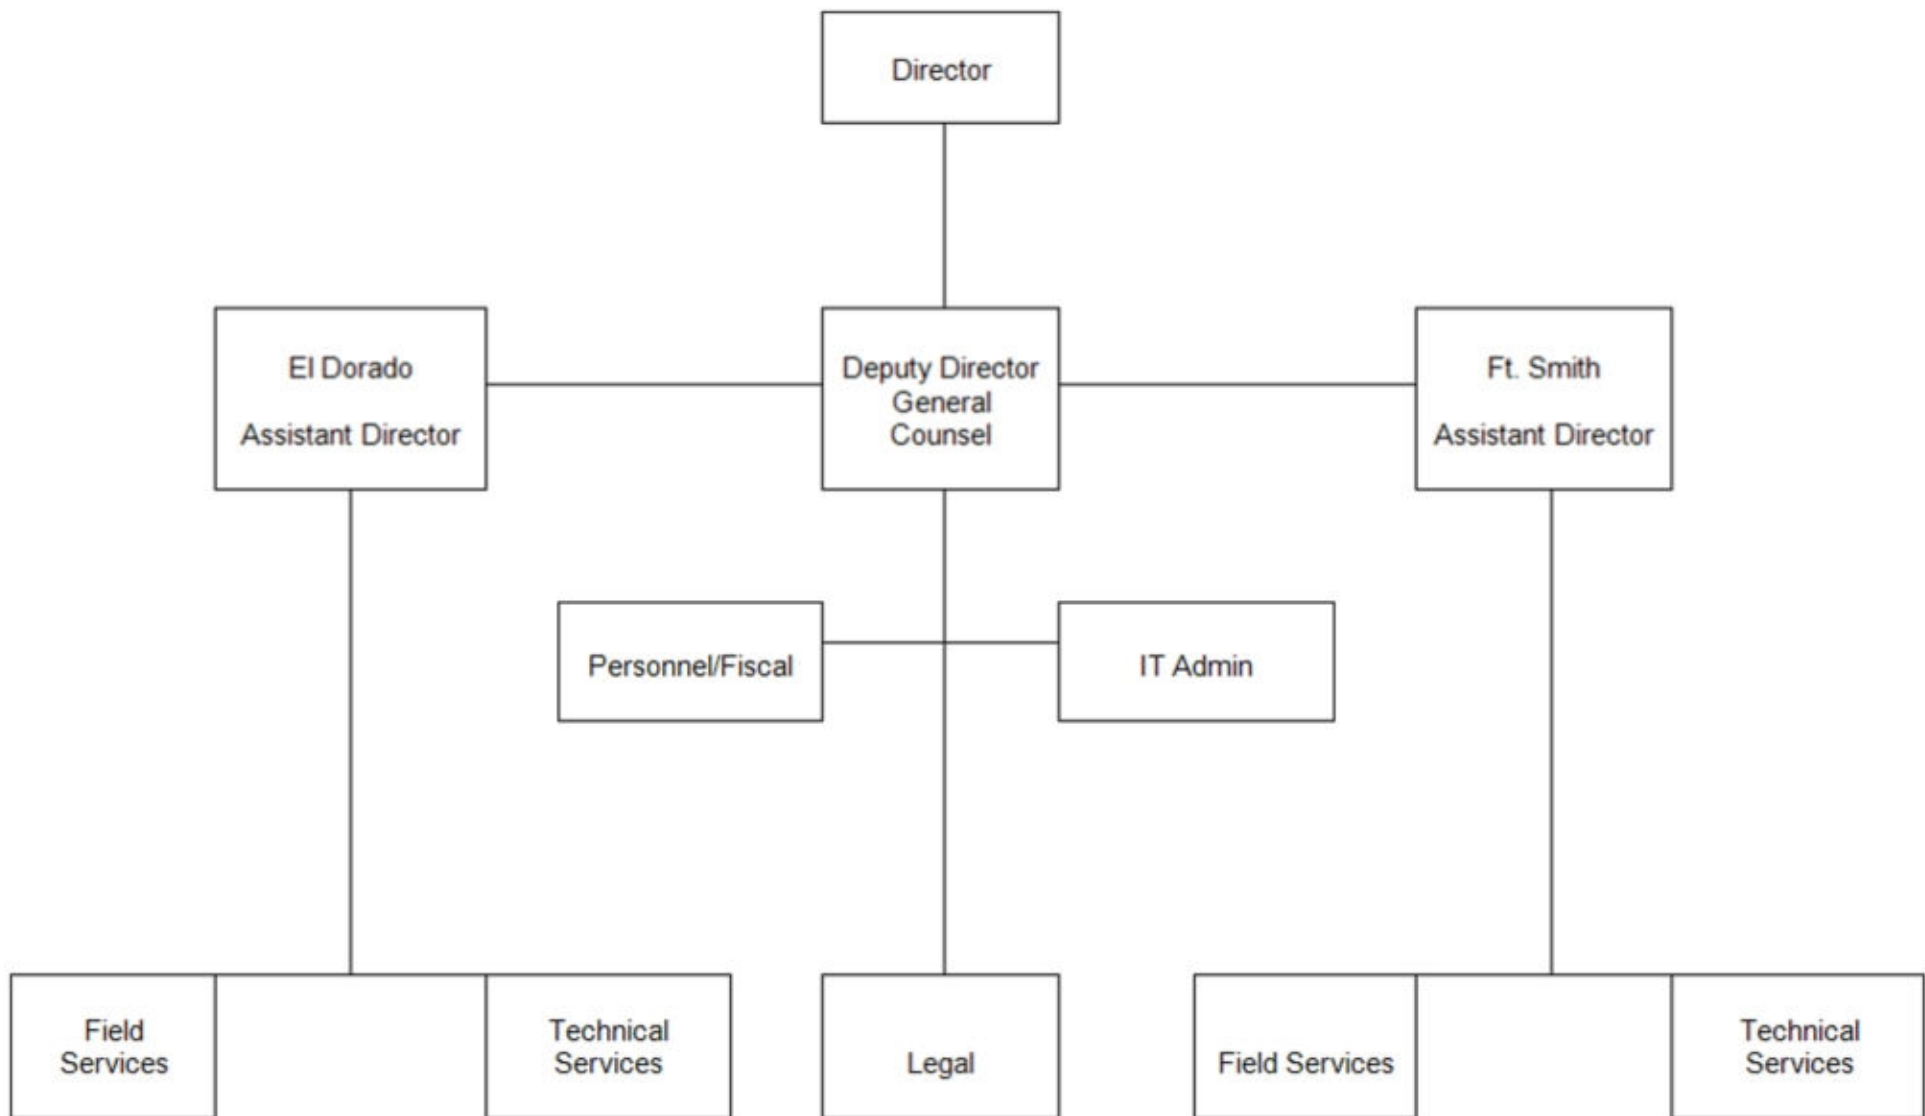 Director
El Dorado
Assistant Director
Deputy Director
General
Counsel
Ft. Smith
Assistant Director
Personnel/Fiscal
IT Admin
Field
Services
Technical
Services
Legal
Field Services
Technical
Services